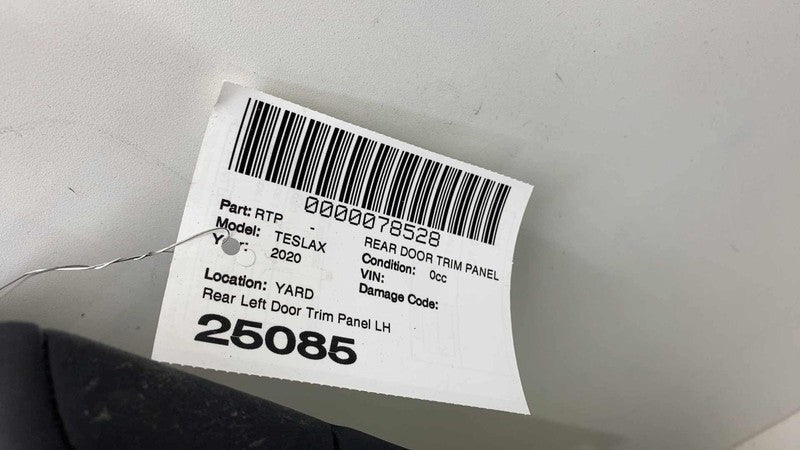 0000078528
Part: RTP - REAR DOOR TRIM PANEL
Model: TESLAX Condition: 0cc
Year: 2020 VIN:
Location: YARD Damage Code:
Rear Left Door Trim Panel LH
25085